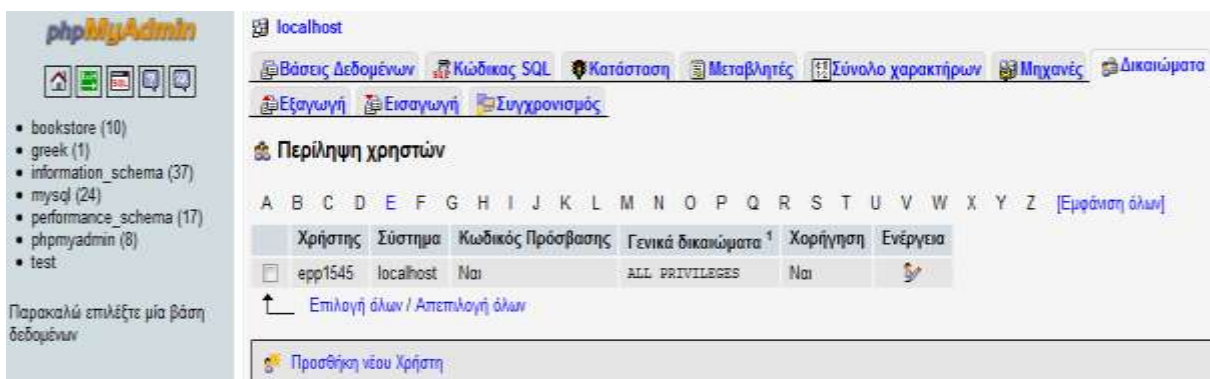 phpMyAdmin
bookstore (10)
greek (1)
information_schema (37)
mysql (24)
performance_schema (17)
phpmyadmin (8)
test
Παρακαλώ επιλέξτε μία βάση
δεδομένων
localhost
Βάσεις Δεδομένων Κώδικας SQL Κατάσταση Μεταβλητές Σύνολο χαρακτήρων Μηχανές Δικαιώματα
Εξαγωγή Εισαγωγή Συγχρονισμός
Περίληψη χρηστών
A B C D E F G H I J K L M N O P Q R S T U V W X Y Z [Εμφάνιση όλων]
Χρήστης Σύστημα Κωδικός Πρόσβασης Γενικά δικαιώματα 1 Χορήγηση Ενέργεια
epp1545 localhost Ναι ALL PRIVILEGES Ναι
Επιλογή όλων / Απεπιλογή όλων
Προσθήκη νέου Χρήστη